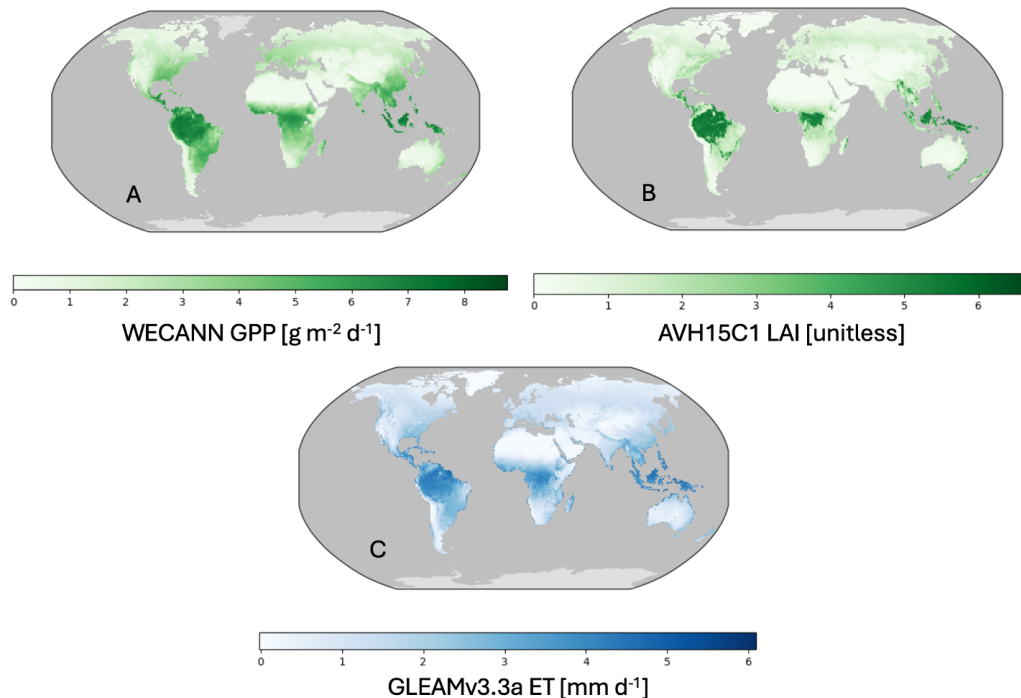 A
B
0 1 2 3 4 5 6 7 8
0 1 2 3 4 5 6
WECANN GPP [g m⁻² d⁻¹]
AVH15C1 LAI [unitless]
C
0 1 2 3 4 5 6
GLEAMv3.3a ET [mm d⁻¹]